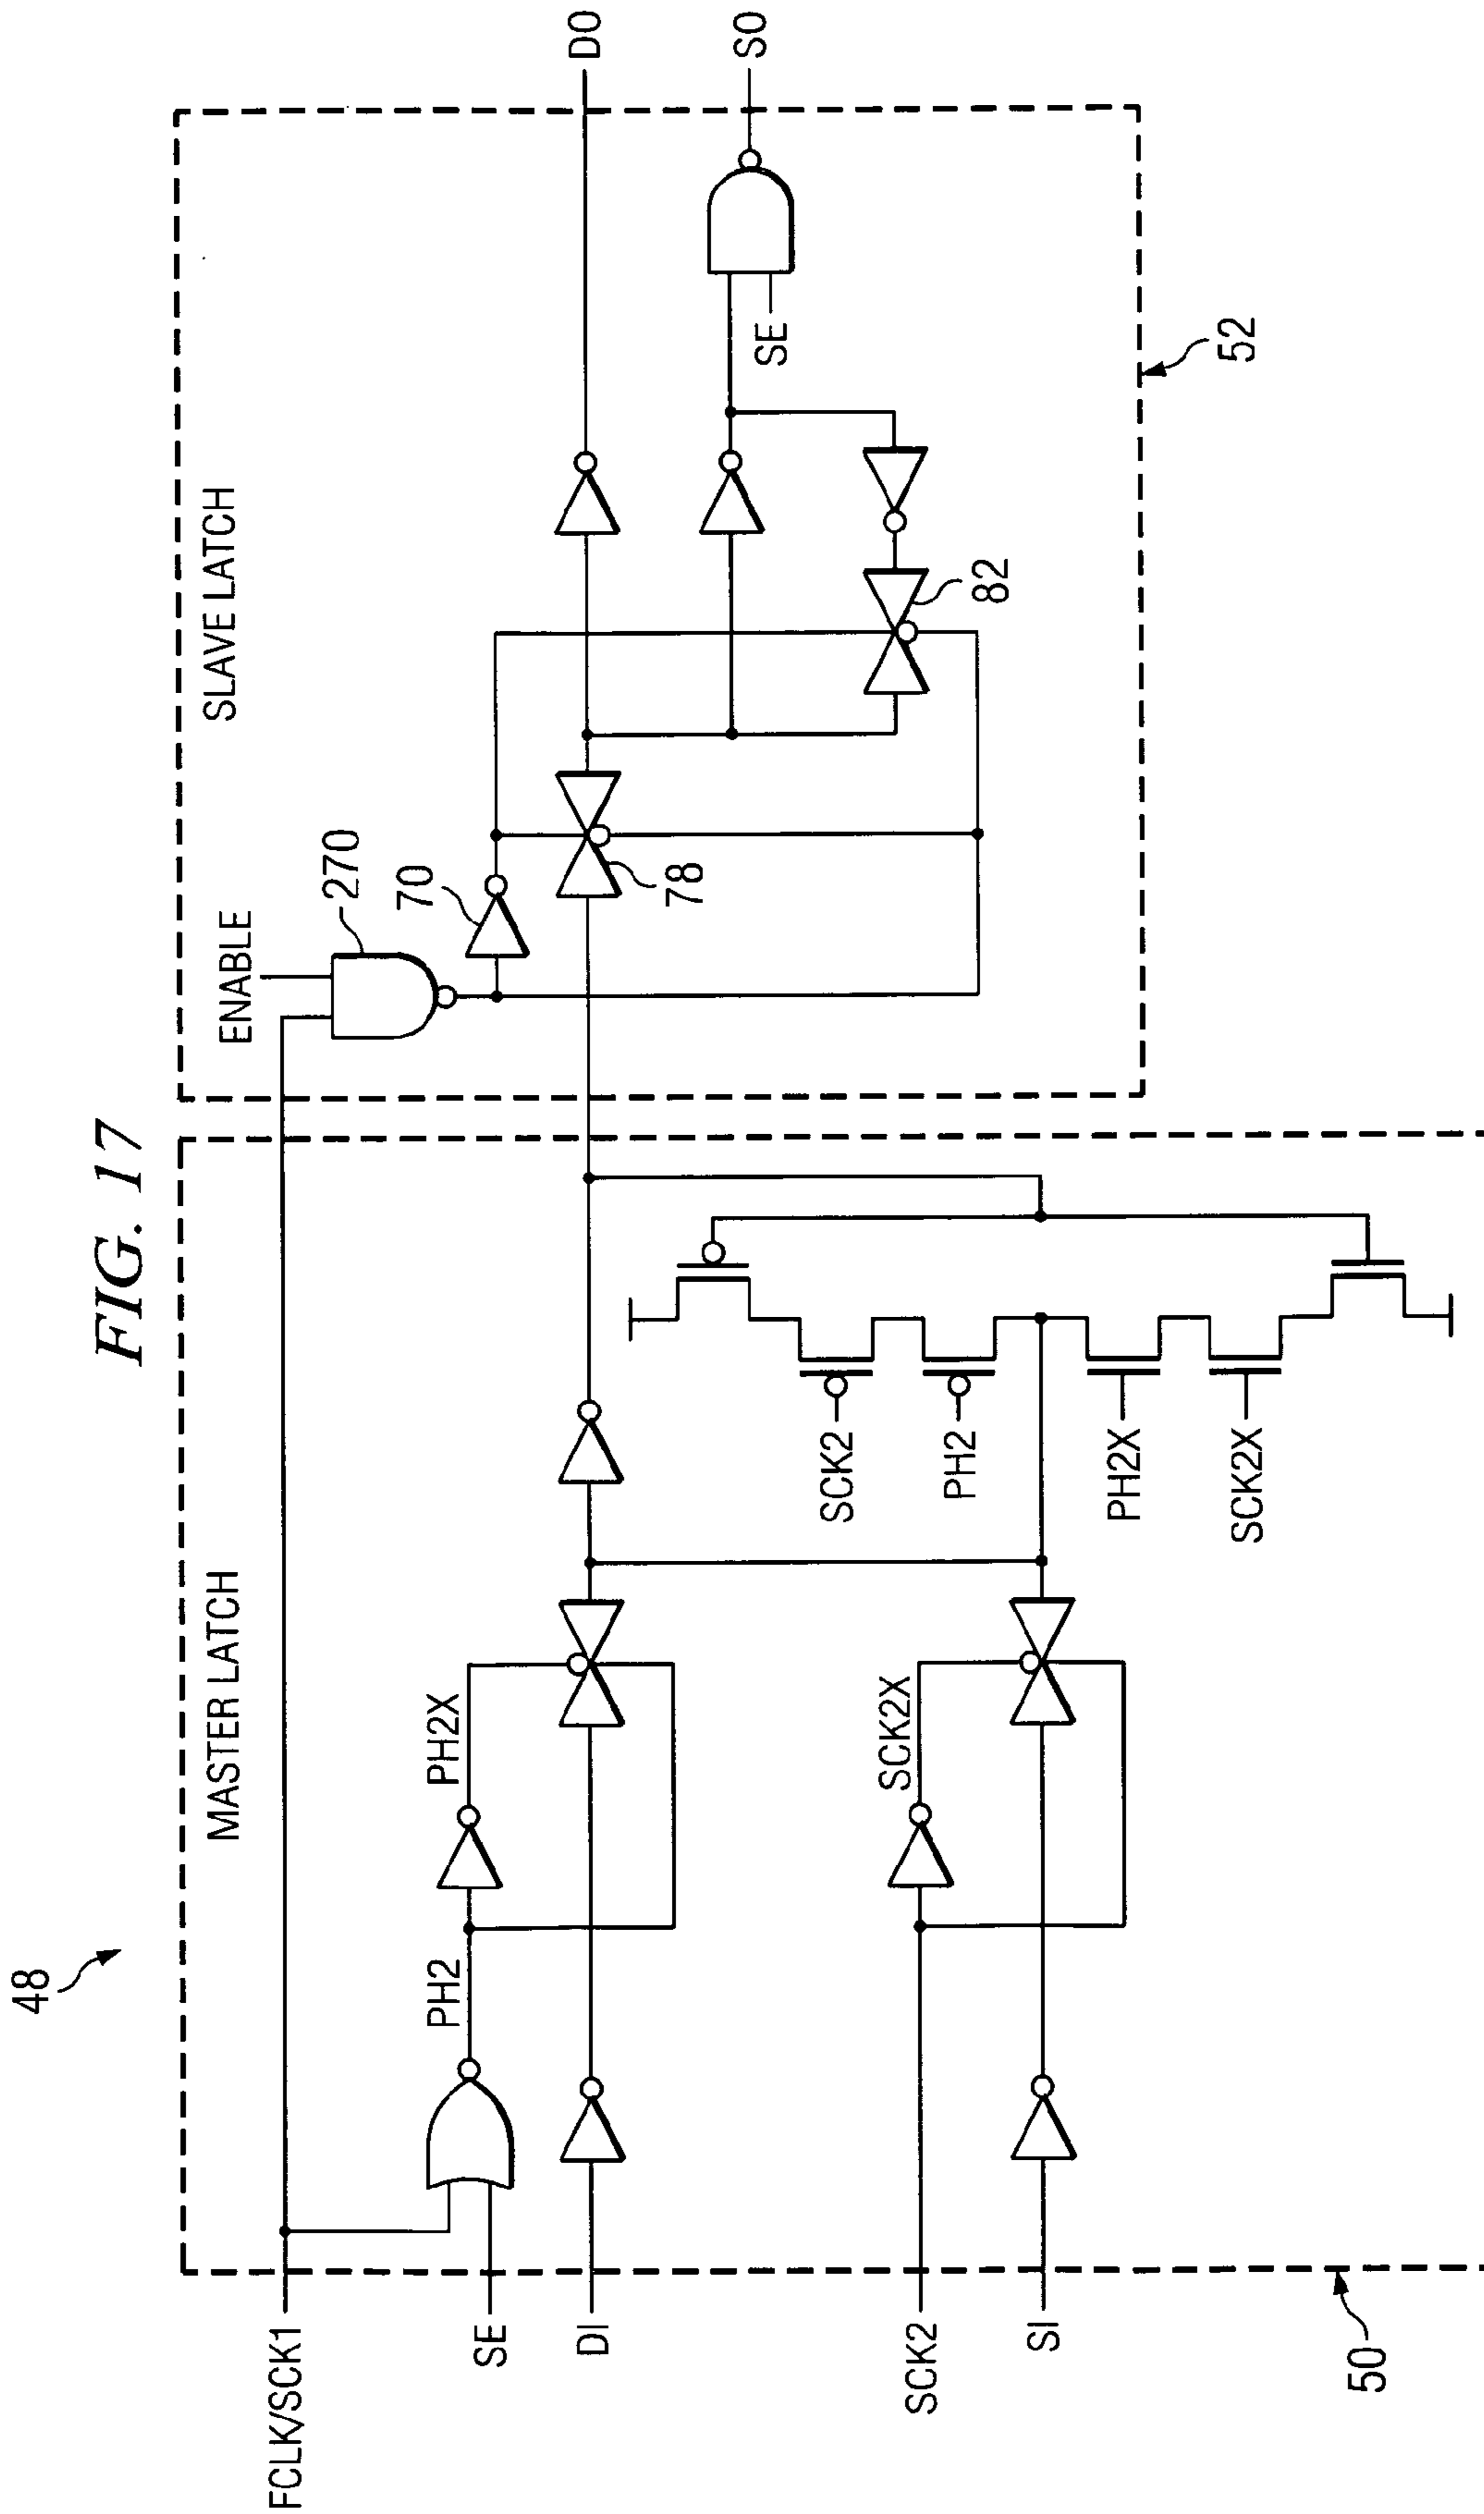 FIG. 17
48
MASTER LATCH
SLAVE LATCH
ENABLE
270
70
78
82
FCLK/SCK1
SE
DI
PH2
PH2X
SCK2
SI
SCK2X
SCK2
PH2
PH2X
SCK2X
SE
DO
SO
50
52